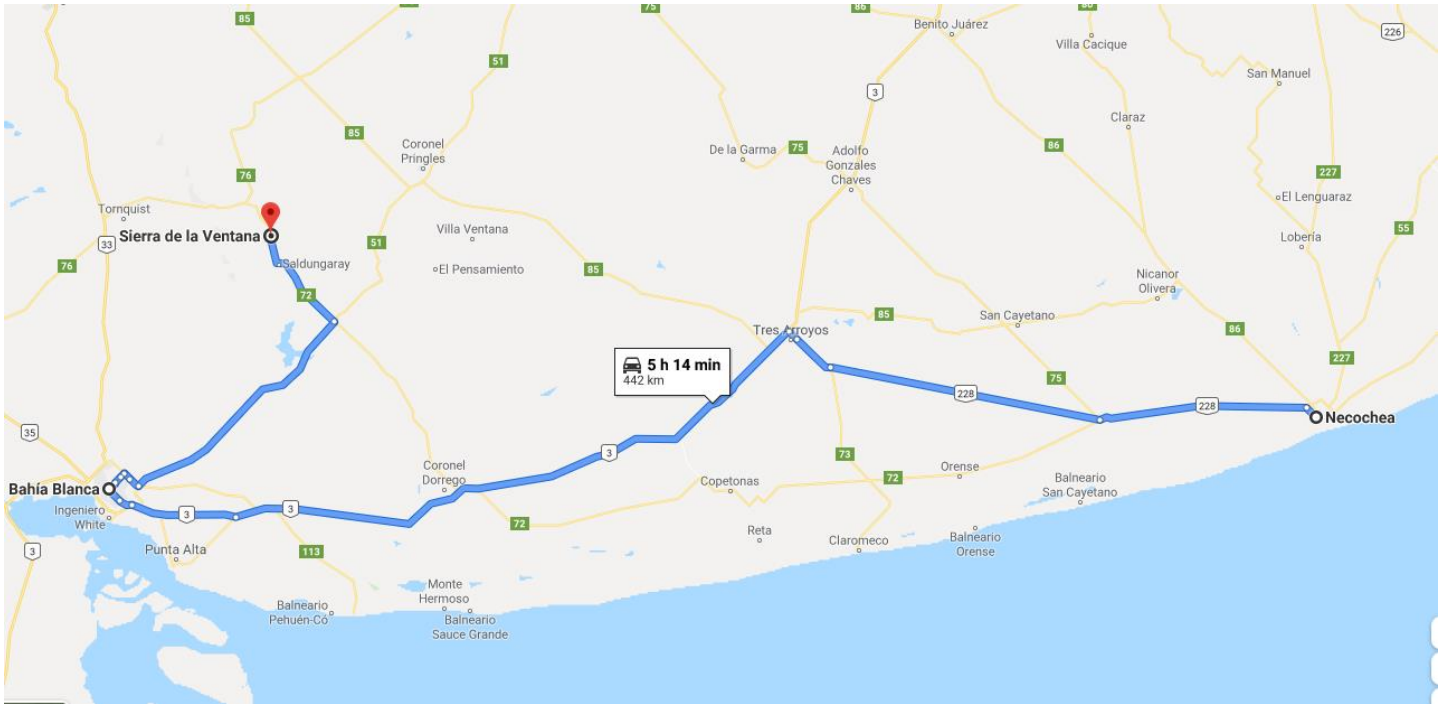 75
86
86
85
Benito Juárez
Villa Cacique
226
51
San Manuel
3
Claraz
85
Coronel
Pringles
De la Garma
75
Adolfo
Gonzales
Chaves
86
76
227
El Lenguaraz
Tornquist
Sierra de la Ventana
33
Villa Ventana
51
55
Lobería
76
Saldungaray
El Pensamiento
85
Nicanor
Olivera
72
Tres Arroyos
85
San Cayetano
86
227
5 h 14 min
442 km
75
228
228
Necochea
35
3
73
Coronel
Dorrego
72
Orense
Bahía Blanca
Copetonas
Balneario
San Cayetano
Ingeniero
White
3
3
72
Reta
Claromeco
Balneario
Orense
3
Punta Alta
113
Monte
Hermoso
Balneario
Pehuén-Có
Balneario
Sauce Grande